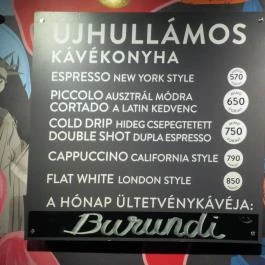 ÚJHULLÁMOS
KÁVÉKONYHA
ESPRESSO NEW YORK STYLE 570
PICCOLO AUSZTRÁL MÓDRA
CORTADO A LATIN KEDVENC 650
COLD DRIP HIDEG CSEPEGTETETT
DOUBLE SHOT DUPLA ESPRESSO 750
CAPPUCCINO CALIFORNIA STYLE 790
FLAT WHITE LONDON STYLE 850
A HÓNAP ÜLTETVÉNYKÁVÉJA:
Burundi